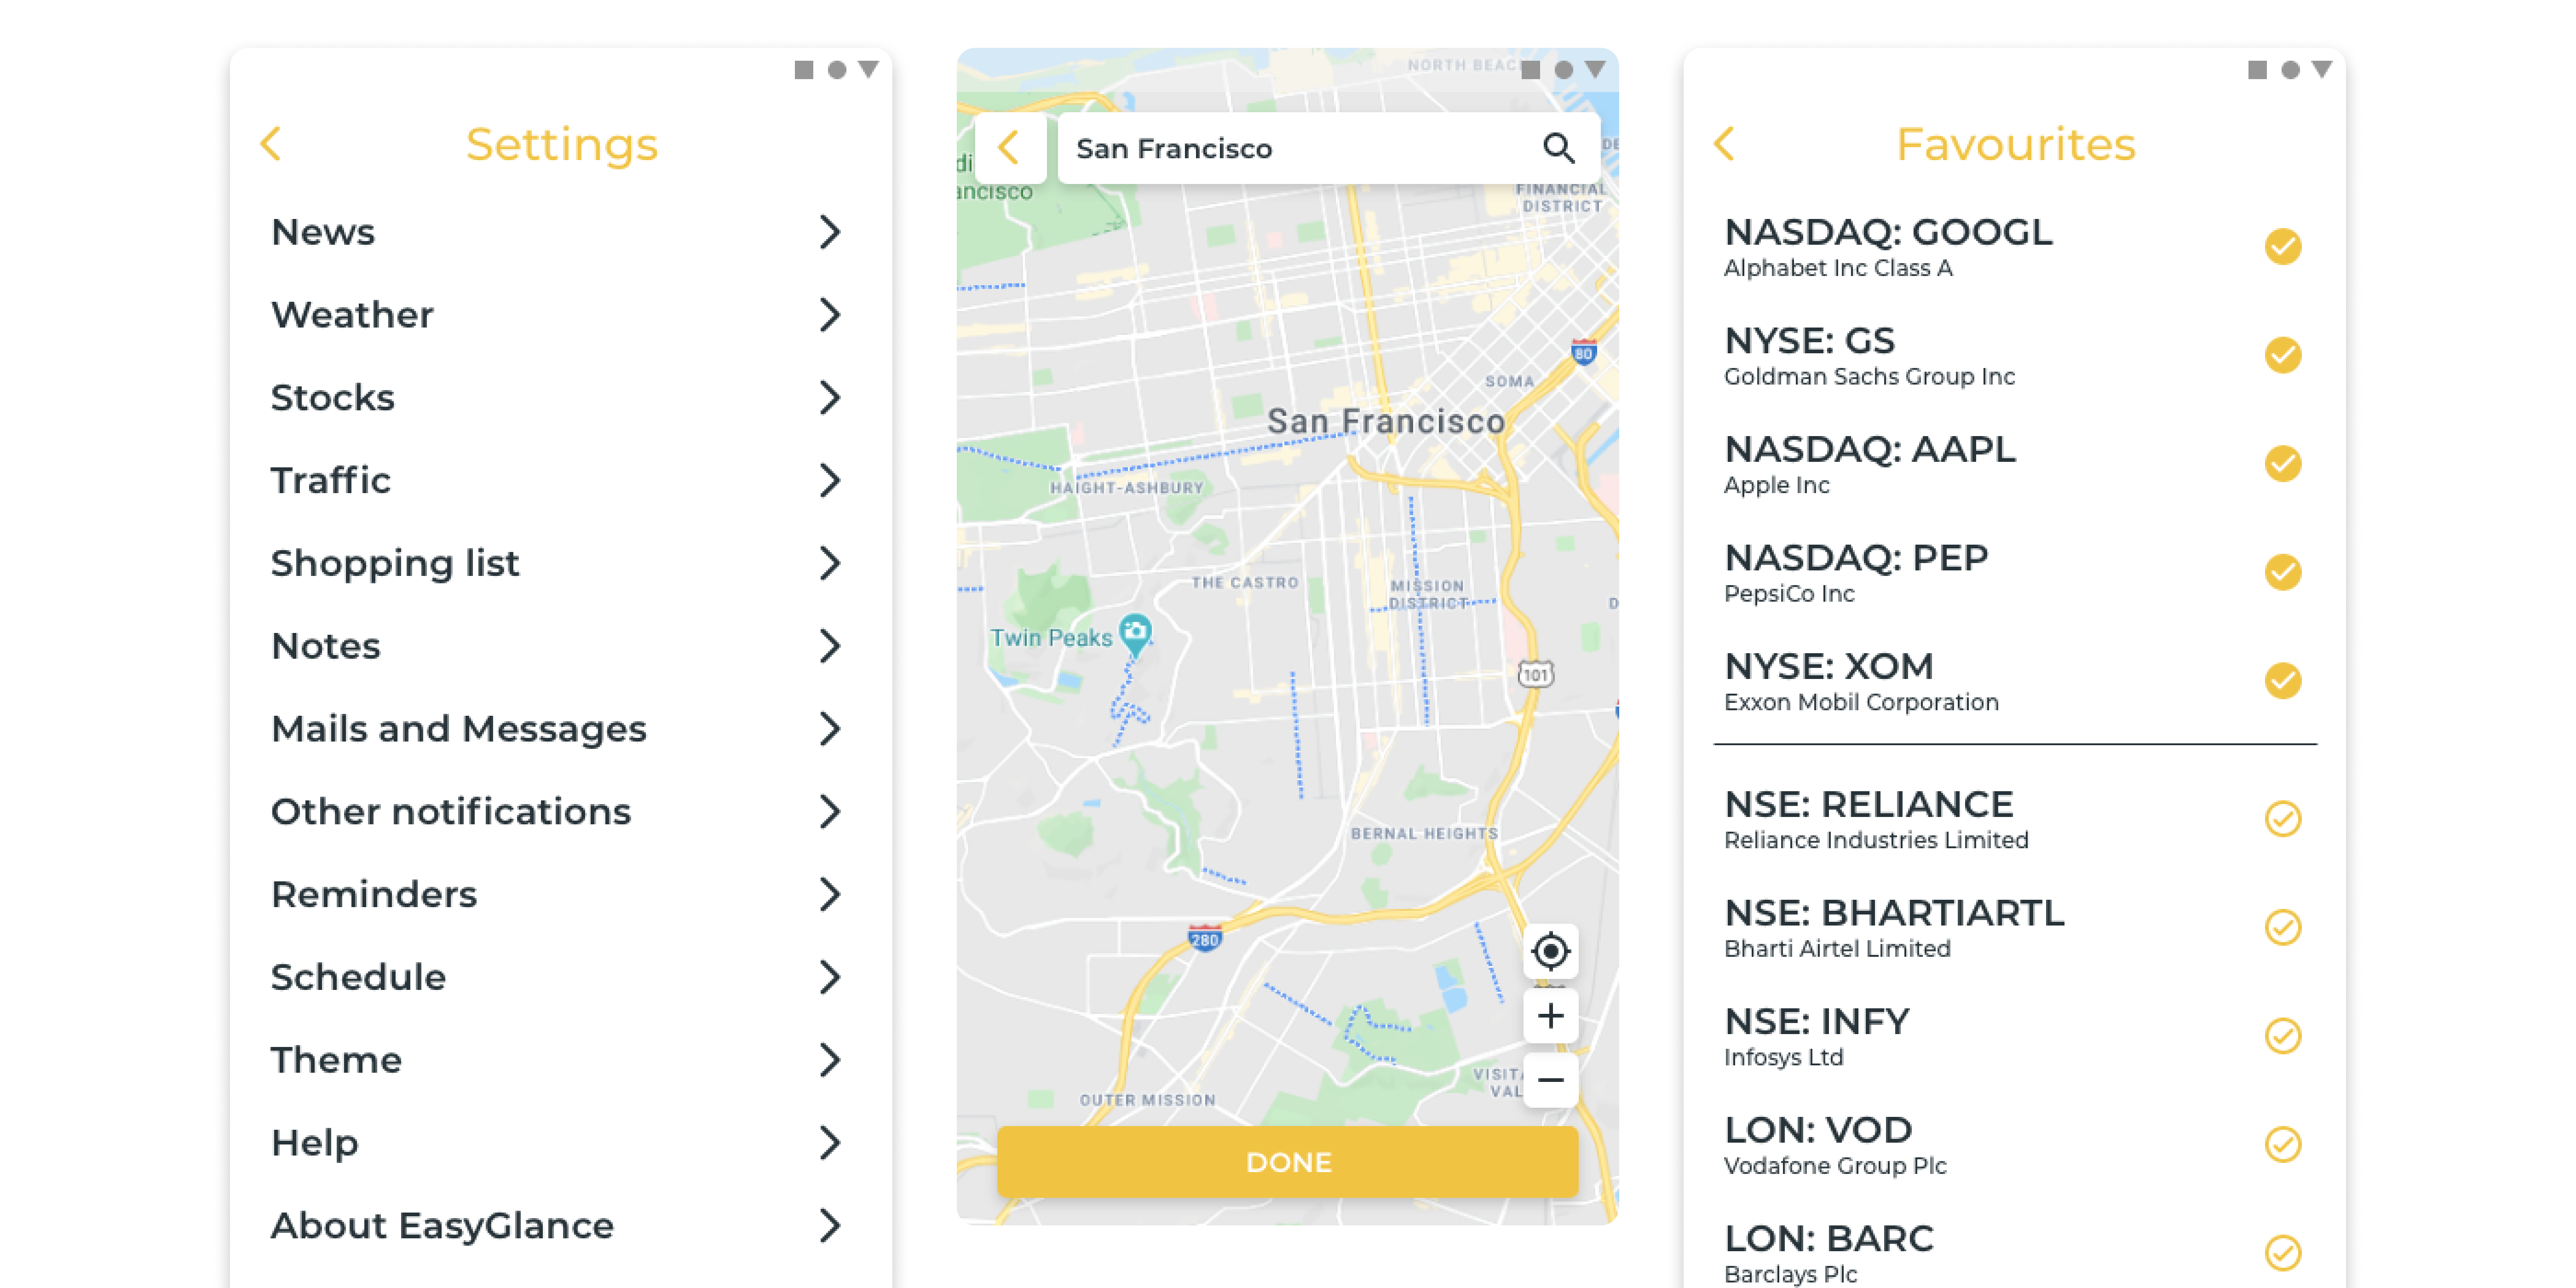 Settings
News
Weather
Stocks
Traffic
Shopping list
Notes
Mails and Messages
Other notifications
Reminders
Schedule
Theme
Help
About EasyGlance
NORTH BEAC
San Francisco
ancisco
FINANCIAL
DISTRICT
80
SOMA
San Francisco
HAIGHT-ASHBURY
THE CASTRO
MISSION
DISTRICT
Twin Peaks
101
BERNAL HEIGHTS
280
VISITA
VAL
OUTER MISSION
DONE
Favourites
NASDAQ: GOOGL
Alphabet Inc Class A
NYSE: GS
Goldman Sachs Group Inc
NASDAQ: AAPL
Apple Inc
NASDAQ: PEP
PepsiCo Inc
NYSE: XOM
Exxon Mobil Corporation
NSE: RELIANCE
Reliance Industries Limited
NSE: BHARTIARTL
Bharti Airtel Limited
NSE: INFY
Infosys Ltd
LON: VOD
Vodafone Group Plc
LON: BARC
Barclays Plc